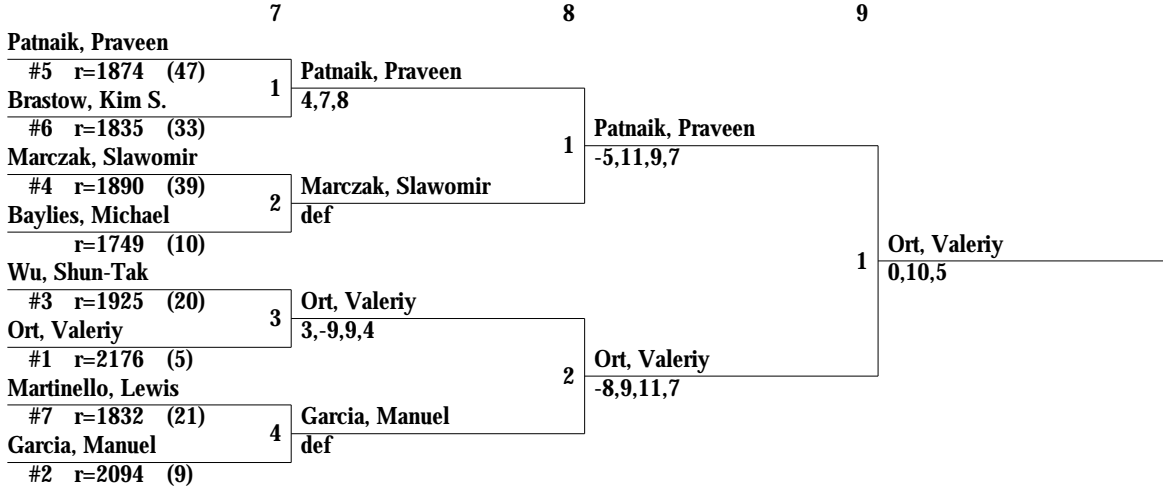 7 8 9
Patnaik, Praveen
#5 r=1874 (47)
1
Patnaik, Praveen
4,7,8
Brastow, Kim S.
#6 r=1835 (33)
1
Patnaik, Praveen
-5,11,9,7
Marczak, Slawomir
#4 r=1890 (39)
2
Marczak, Slawomir
def
Baylies, Michael
r=1749 (10)
1
Ort, Valeriy
0,10,5
Wu, Shun-Tak
#3 r=1925 (20)
3
Ort, Valeriy
3,-9,9,4
Ort, Valeriy
#1 r=2176 (5)
2
Ort, Valeriy
-8,9,11,7
Martinello, Lewis
#7 r=1832 (21)
4
Garcia, Manuel
def
Garcia, Manuel
#2 r=2094 (9)